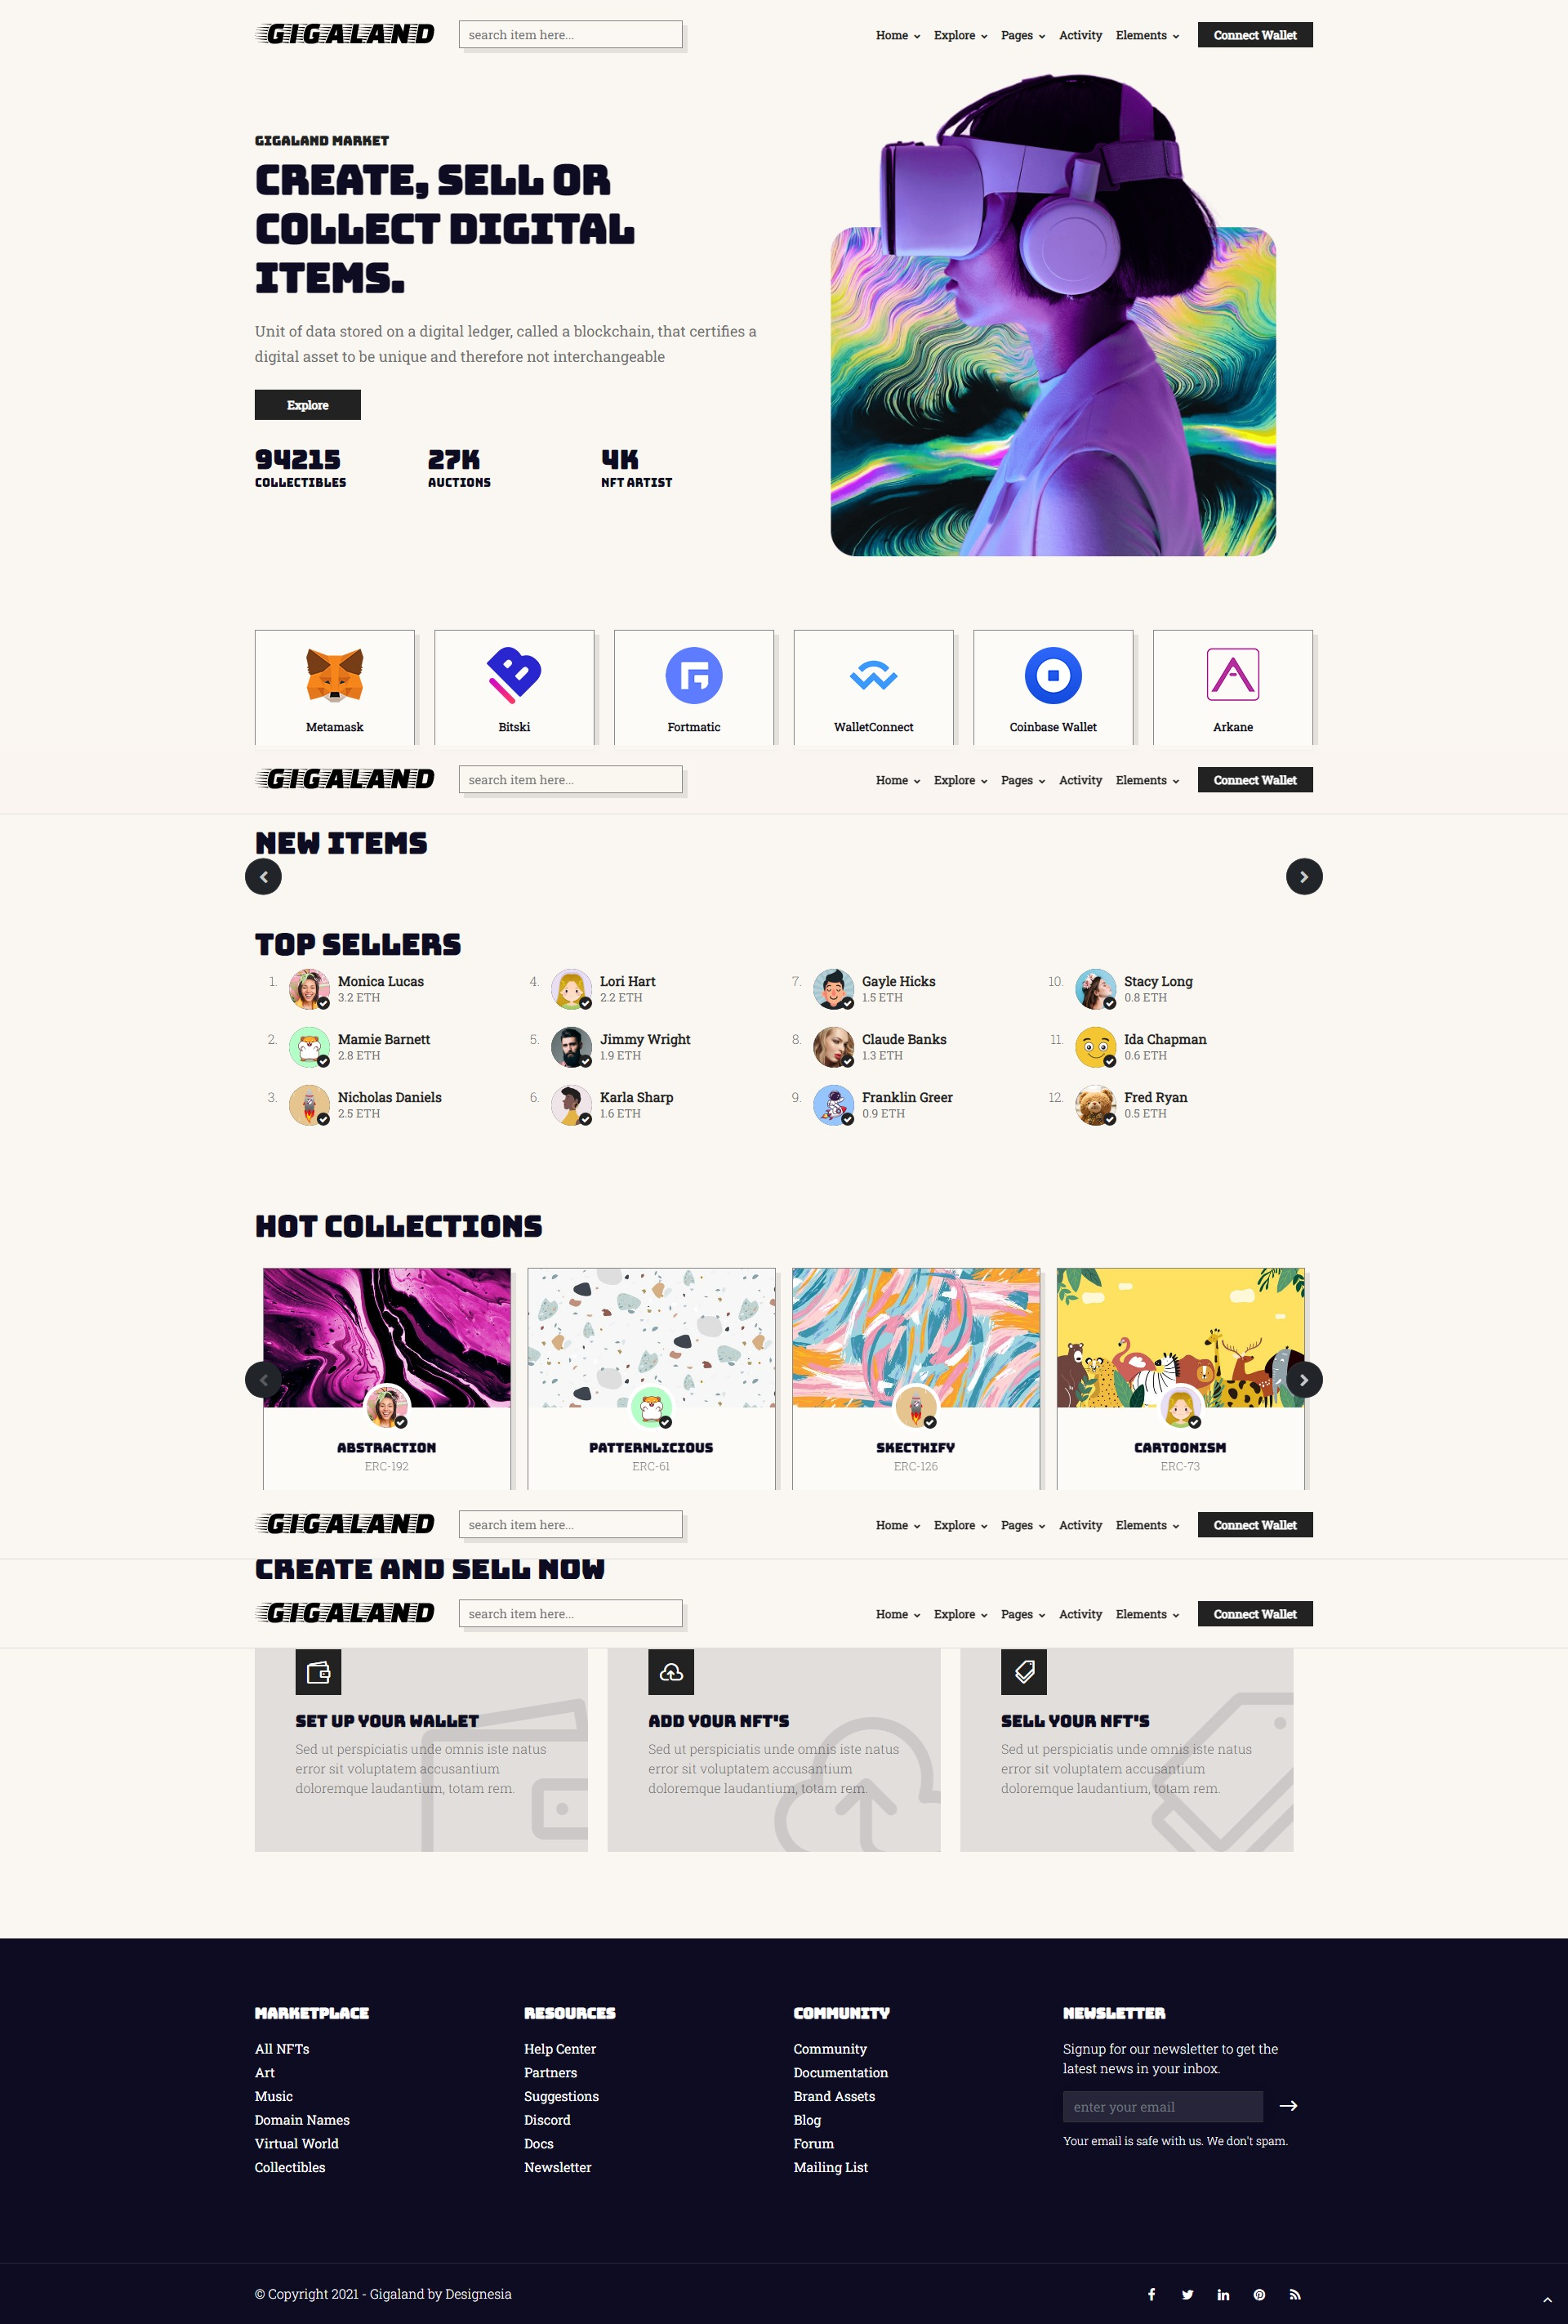 GIGALAND
search item here...
Home Explore Pages Activity Elements Connect Wallet
GIGALAND MARKET
CREATE, SELL OR
COLLECT DIGITAL
ITEMS.
Unit of data stored on a digital ledger, called a blockchain, that certifies a
digital asset to be unique and therefore not interchangeable
Explore
94215 27K 4K
COLLECTIBLES AUCTIONS NFT ARTIST
Metamask Bitski Fortmatic WalletConnect Coinbase Wallet Arkane
GIGALAND
search item here...
Home Explore Pages Activity Elements Connect Wallet
NEW ITEMS
TOP SELLERS
1. Monica Lucas
3.2 ETH
2. Mamie Barnett
2.8 ETH
3. Nicholas Daniels
2.5 ETH
4. Lori Hart
2.2 ETH
5. Jimmy Wright
1.9 ETH
6. Karla Sharp
1.6 ETH
7. Gayle Hicks
1.5 ETH
8. Claude Banks
1.3 ETH
9. Franklin Greer
0.9 ETH
10. Stacy Long
0.8 ETH
11. Ida Chapman
0.6 ETH
12. Fred Ryan
0.5 ETH
HOT COLLECTIONS
ABSTRACTION
ERC-192
PATTERNLICIOUS
ERC-61
SKECTHIFY
ERC-126
CARTOONISM
ERC-73
GIGALAND
search item here...
Home Explore Pages Activity Elements Connect Wallet
CREATE AND SELL NOW
GIGALAND
search item here...
Home Explore Pages Activity Elements Connect Wallet
SET UP YOUR WALLET
Sed ut perspiciatis unde omnis iste natus
error sit voluptatem accusantium
doloremque laudantium, totam rem.
ADD YOUR NFT'S
Sed ut perspiciatis unde omnis iste natus
error sit voluptatem accusantium
doloremque laudantium, totam rem.
SELL YOUR NFT'S
Sed ut perspiciatis unde omnis iste natus
error sit voluptatem accusantium
doloremque laudantium, totam rem.
MARKETPLACE
All NFTs
Art
Music
Domain Names
Virtual World
Collectibles
RESOURCES
Help Center
Partners
Suggestions
Discord
Docs
Newsletter
COMMUNITY
Community
Documentation
Brand Assets
Blog
Forum
Mailing List
NEWSLETTER
Signup for our newsletter to get the
latest news in your inbox.
enter your email
Your email is safe with us. We don't spam.
© Copyright 2021 - Gigaland by Designesia